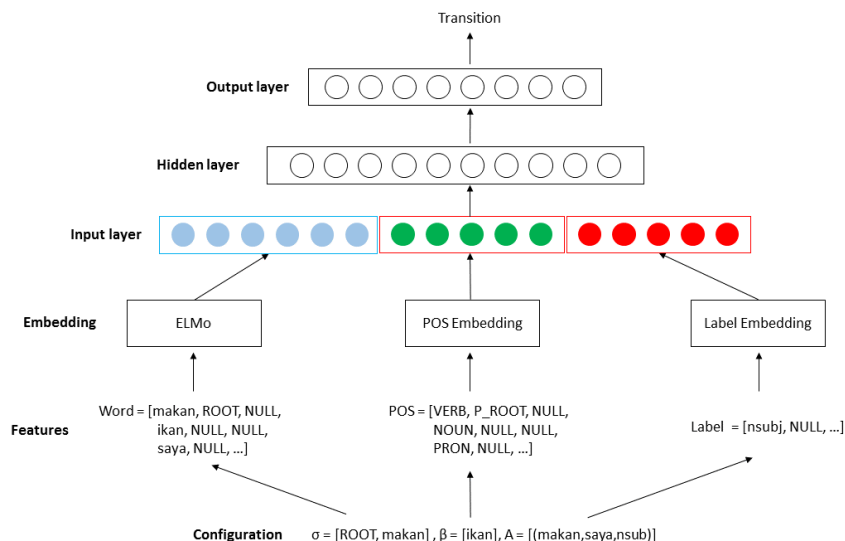 Transition
Output layer
Hidden layer
Input layer
Embedding
ELMo
POS Embedding
Label Embedding
Features
Word = [makan, ROOT, NULL,
ikan, NULL, NULL,
saya, NULL, ...]
POS = [VERB, P_ROOT, NULL,
NOUN, NULL, NULL,
PRON, NULL, ...]
Label = [nsubj, NULL, ...]
Configuration σ = [ROOT, makan] , β = [ikan], A = [(makan,saya,nsub)]